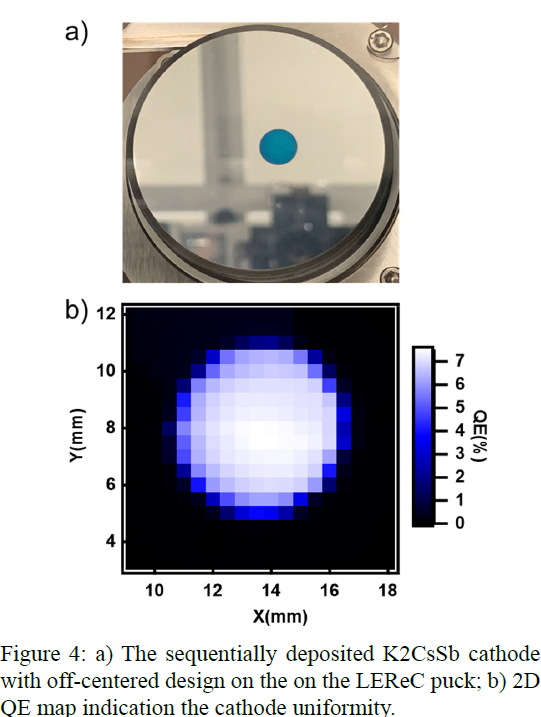 a)
b)
12
10
8
6
4
Y(mm)
10 12 14 16 18
X(mm)
7
6
5
4
3
2
1
0
QE(%)
Figure 4: a) The sequentially deposited K2CsSb cathode
with off-centered design on the on the LEReC puck; b) 2D
QE map indication the cathode uniformity.